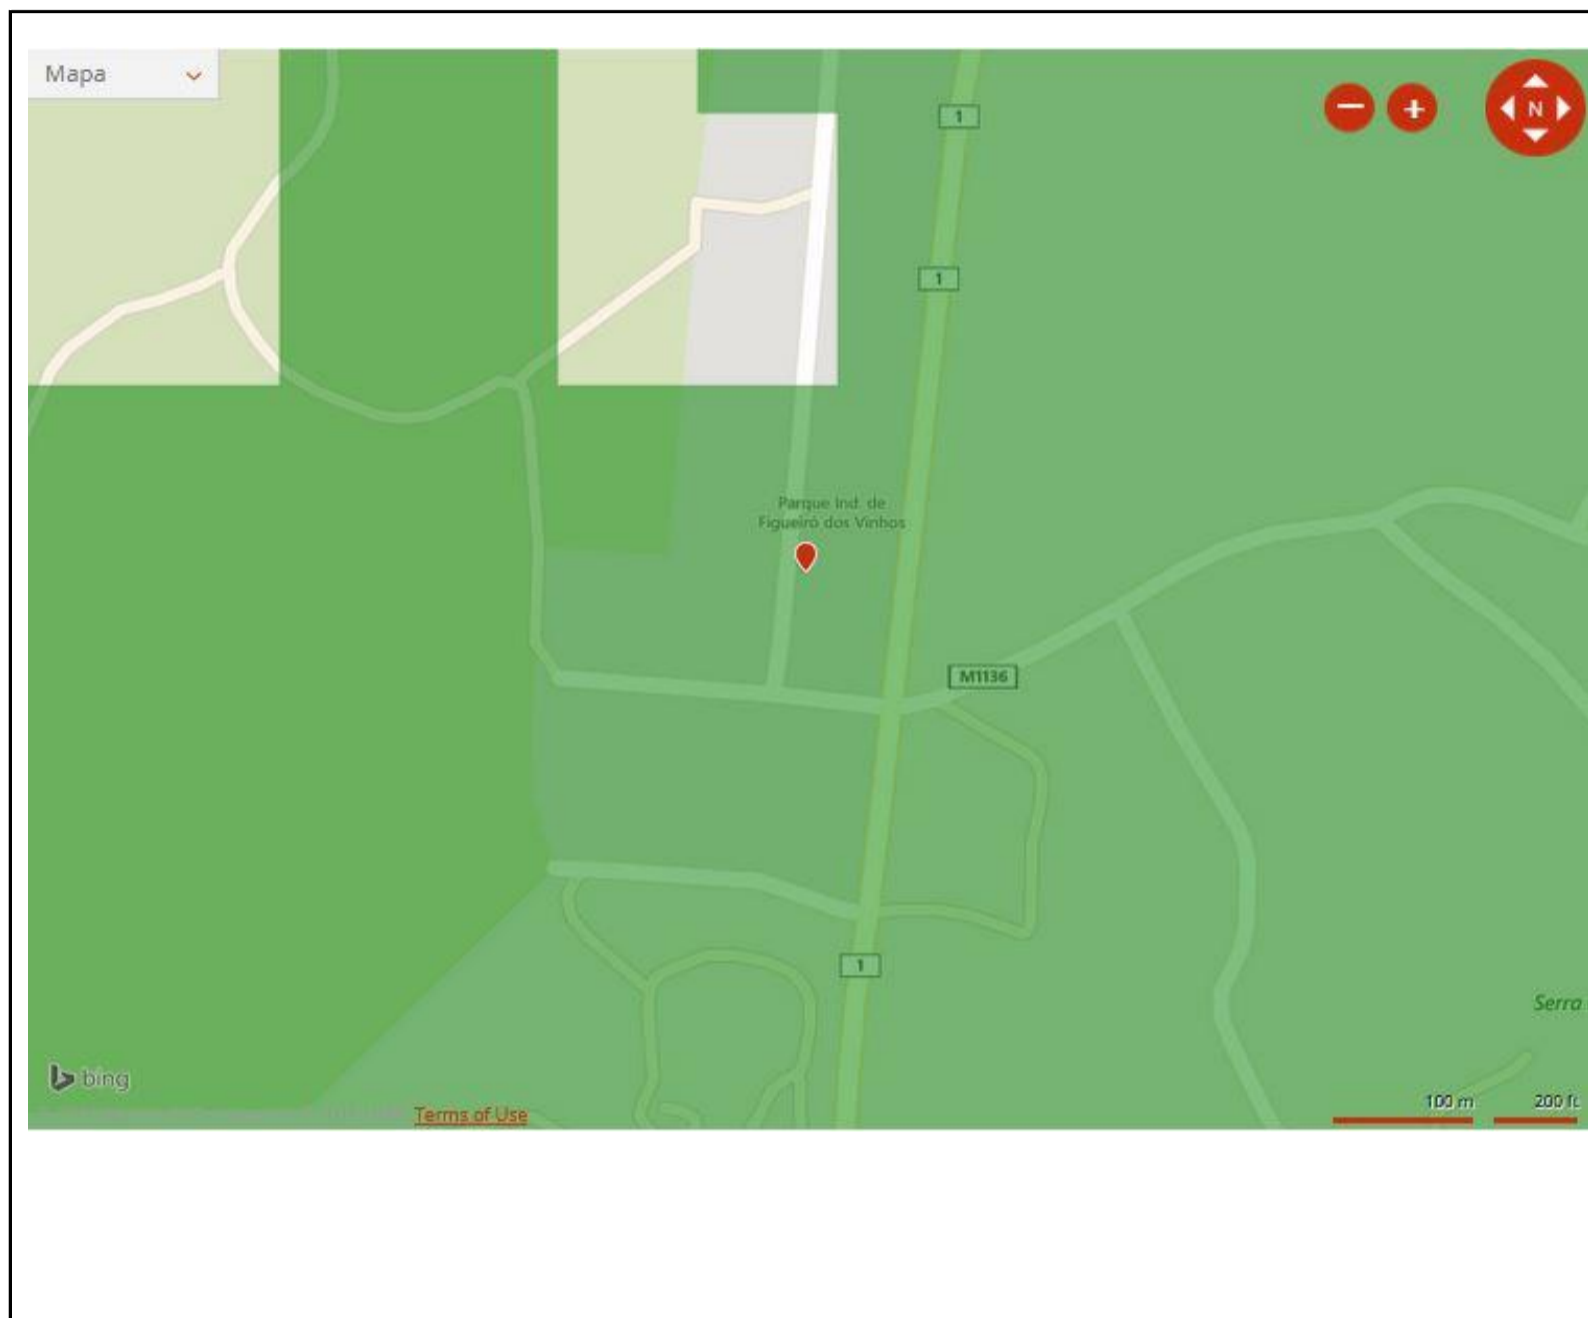 Mapa
N
1
1
Parque Ind. de
Figueiró dos Vinhos
M1136
1
Serra
bing
Terms of Use
100 m
200 ft